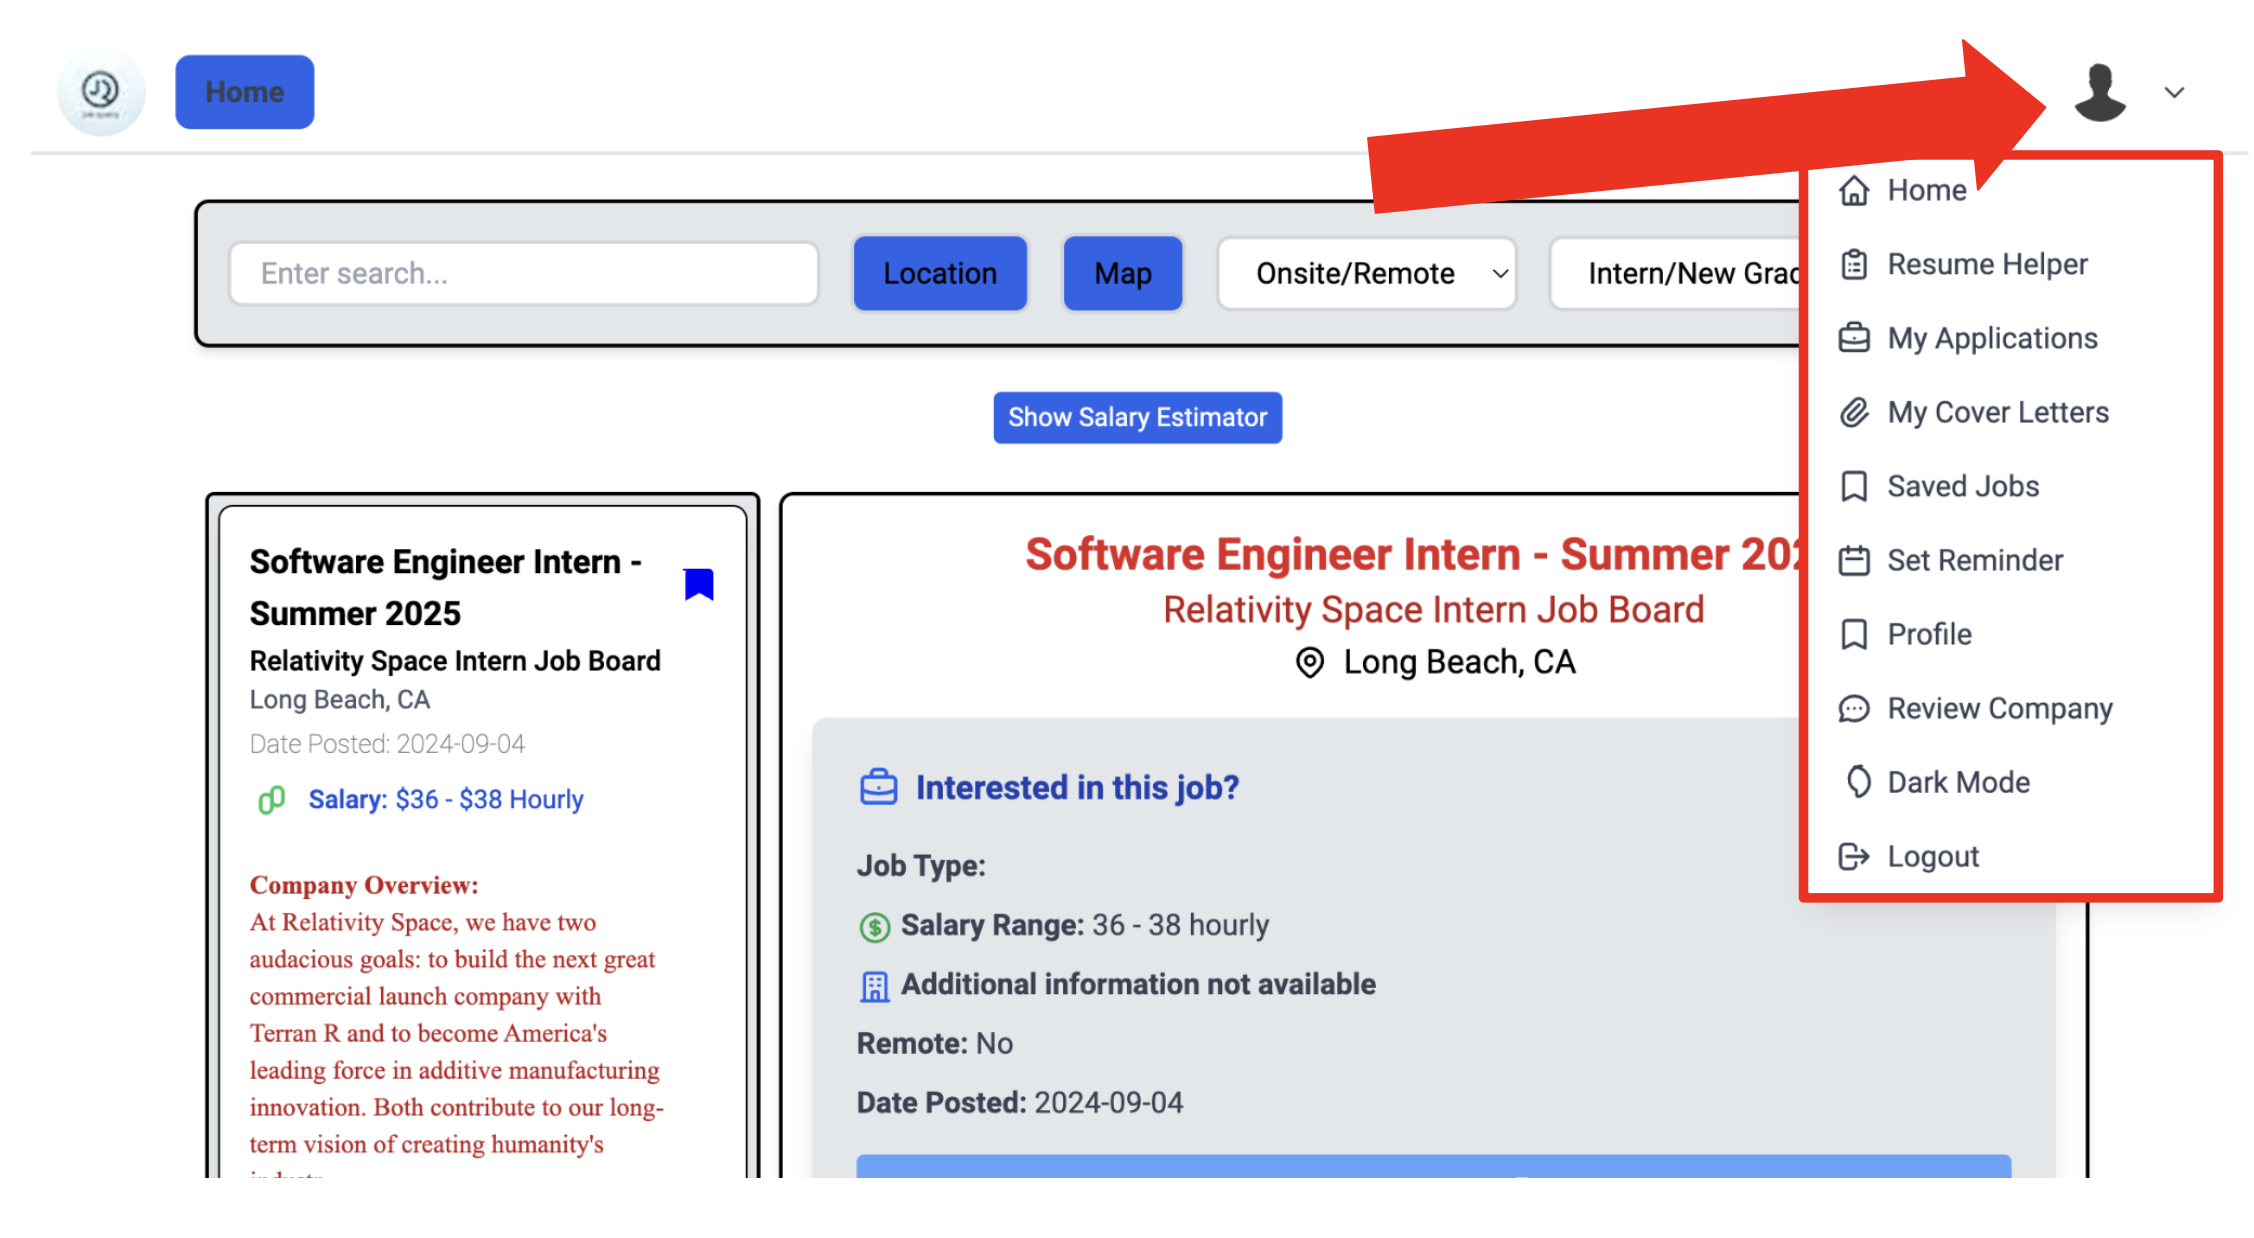 Home
Home
Enter search...
Location
Map
Onsite/Remote
Intern/New Grad
Resume Helper
My Applications
My Cover Letters
Saved Jobs
Set Reminder
Profile
Review Company
Dark Mode
Logout
Show Salary Estimator
Software Engineer Intern -
Summer 2025
Relativity Space Intern Job Board
Long Beach, CA
Date Posted: 2024-09-04
Salary: $36 - $38 Hourly
Company Overview:
At Relativity Space, we have two
audacious goals: to build the next great
commercial launch company with
Terran R and to become America's
leading force in additive manufacturing
innovation. Both contribute to our long-
term vision of creating humanity's
Software Engineer Intern - Summer 202
Relativity Space Intern Job Board
Long Beach, CA
Interested in this job?
Job Type:
Salary Range: 36 - 38 hourly
Additional information not available
Remote: No
Date Posted: 2024-09-04